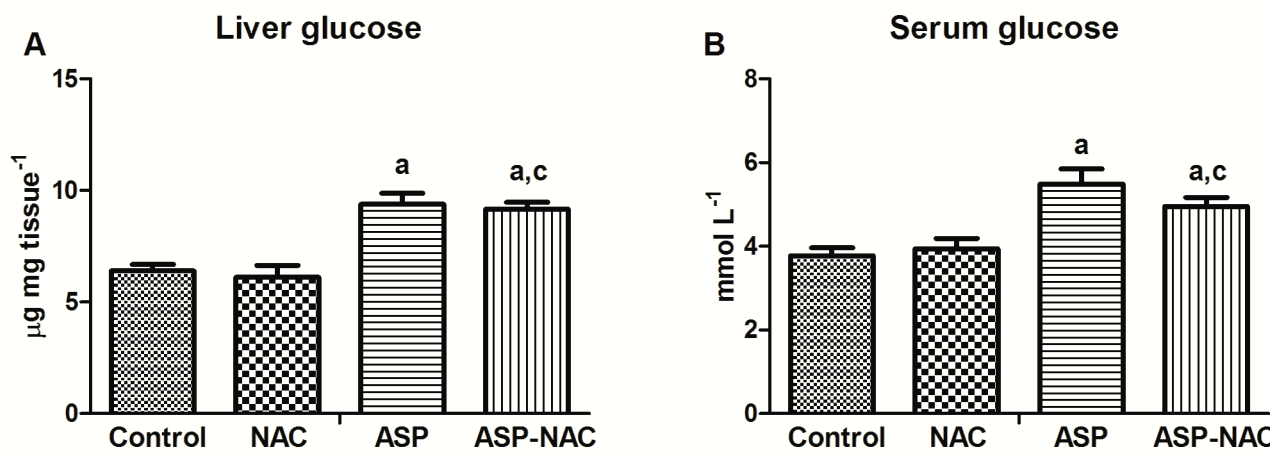 A
Liver glucose
μg mg tissue⁻¹
15
10
5
0
a
a,c
Control NAC ASP ASP-NAC
B
Serum glucose
mmol L⁻¹
8
6
4
2
0
a
a,c
Control NAC ASP ASP-NAC